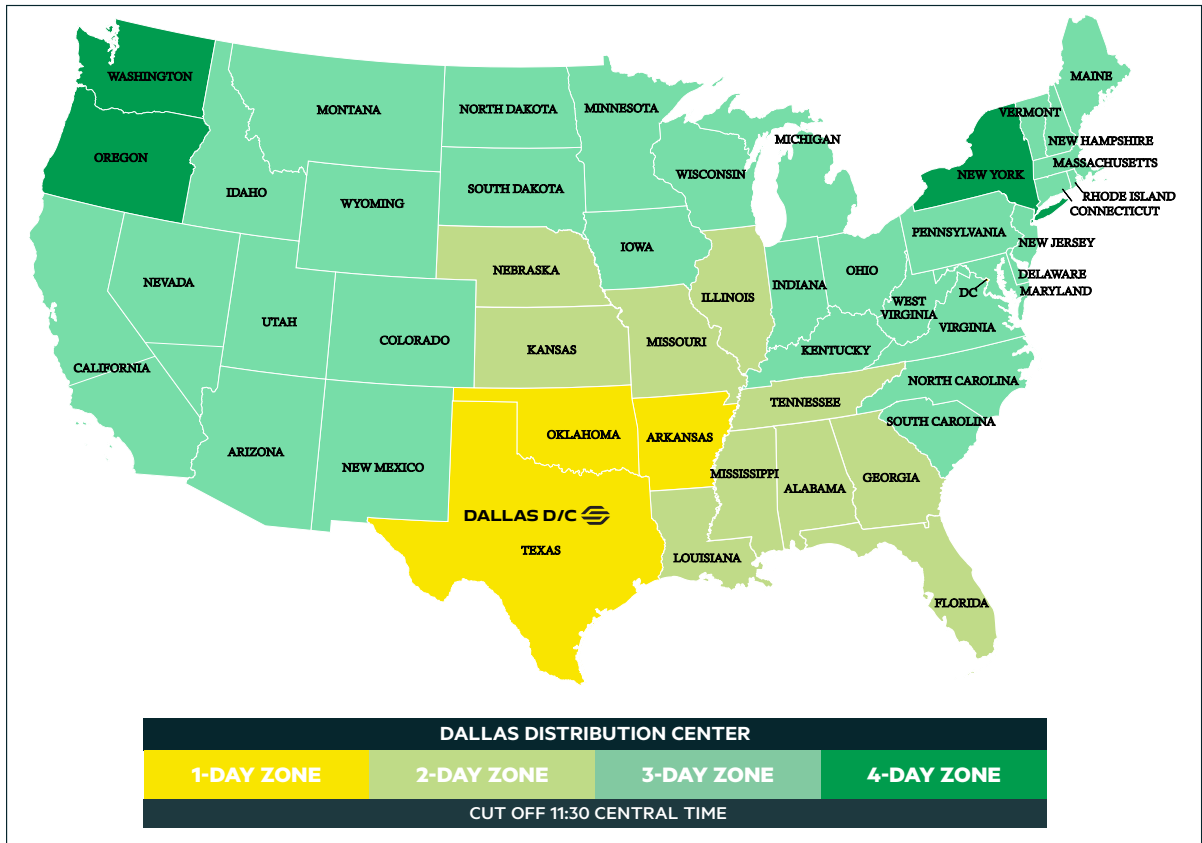 WASHINGTON
OREGON
MONTANA
IDAHO
WYOMING
NORTH DAKOTA
SOUTH DAKOTA
MINNESOTA
WISCONSIN
MICHIGAN
MAINE
VERMONT
NEW HAMPSHIRE
MASSACHUSETTS
NEW YORK
RHODE ISLAND
CONNECTICUT
PENNSYLVANIA
NEW JERSEY
DELAWARE
MARYLAND
DC
NEVADA
UTAH
COLORADO
CALIFORNIA
NEBRASKA
IOWA
ILLINOIS
INDIANA
OHIO
WEST
VIRGINIA
VIRGINIA
KANSAS
MISSOURI
KENTUCKY
TENNESSEE
NORTH CAROLINA
SOUTH CAROLINA
ARIZONA
NEW MEXICO
OKLAHOMA
ARKANSAS
MISSISSIPPI
ALABAMA
GEORGIA
DALLAS D/C
TEXAS
LOUISIANA
FLORIDA
DALLAS DISTRIBUTION CENTER
1-DAY ZONE
2-DAY ZONE
3-DAY ZONE
4-DAY ZONE
CUT OFF 11:30 CENTRAL TIME